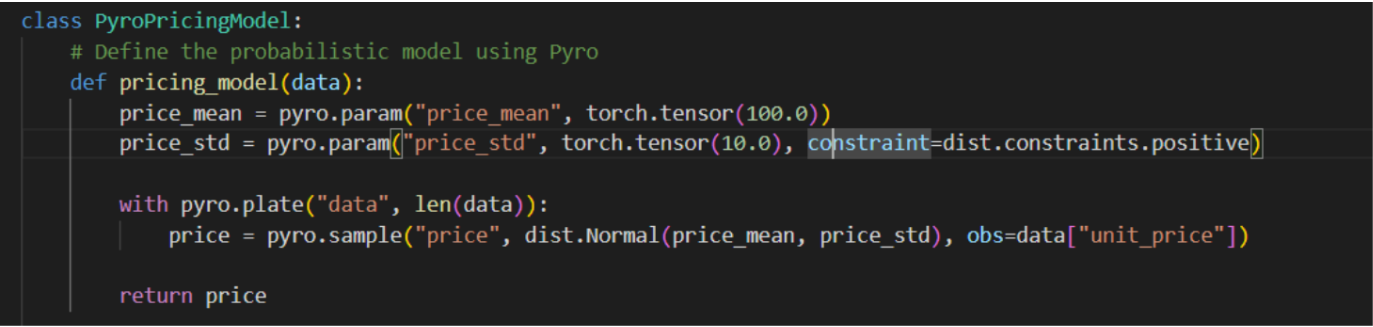 class PyroPricingModel:
    # Define the probabilistic model using Pyro
    def pricing_model(data):
        price_mean = pyro.param("price_mean", torch.tensor(100.0))
        price_std = pyro.param("price_std", torch.tensor(10.0), constraint=dist.constraints.positive)
        with pyro.plate("data", len(data)):
            price = pyro.sample("price", dist.Normal(price_mean, price_std), obs=data["unit_price"])
        return price